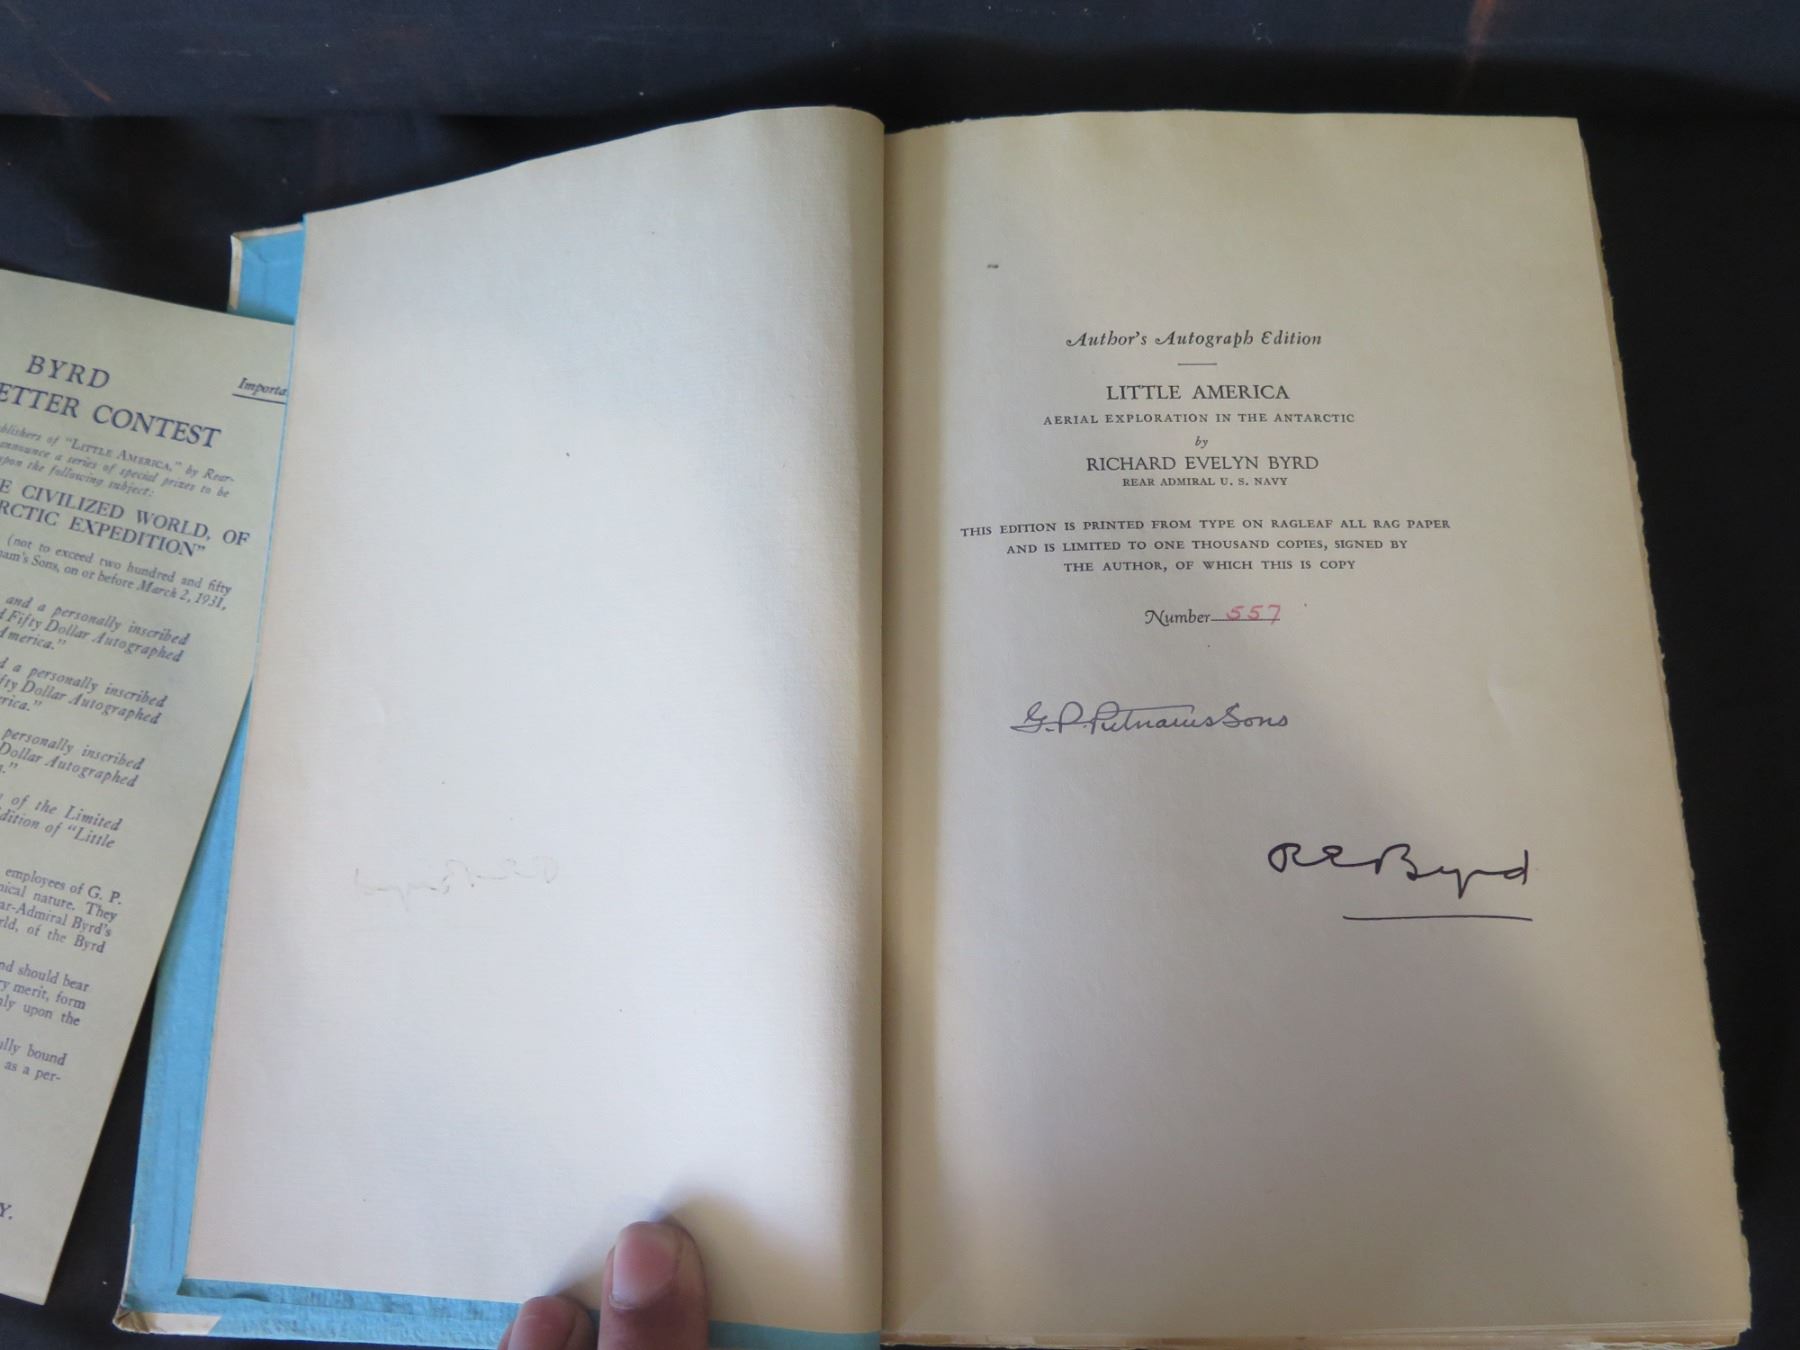 BYRD
ETTER CONTEST
Importa
blishers of "LITTLE AMERICA," by Rear-
announce a series of special prizes to be
upon the following subject:
E CIVILIZED WORLD, OF
RCTIC EXPEDITION"
(not to exceed two hundred and fifty
nam's Sons, on or before March 2, 1931,
and a personally inscribed
d Fifty Dollar Autographed
America."
d a personally inscribed
fty Dollar Autographed
erica."
personally inscribed
Dollar Autographed
a."
of the Limited
dition of "Little
employees of G. P.
nical nature. They
ar-Admiral Byrd's
rld, of the Byrd
nd should bear
ry merit, form
nly upon the
ully bound
as a per-
Y.
Author's Autograph Edition
LITTLE AMERICA
AERIAL EXPLORATION IN THE ANTARCTIC
by
RICHARD EVELYN BYRD
REAR ADMIRAL U. S. NAVY
THIS EDITION IS PRINTED FROM TYPE ON RAGLEAF ALL RAG PAPER
AND IS LIMITED TO ONE THOUSAND COPIES, SIGNED BY
THE AUTHOR, OF WHICH THIS IS COPY
Number 557
G. P. Putnam's Sons
R E Byrd